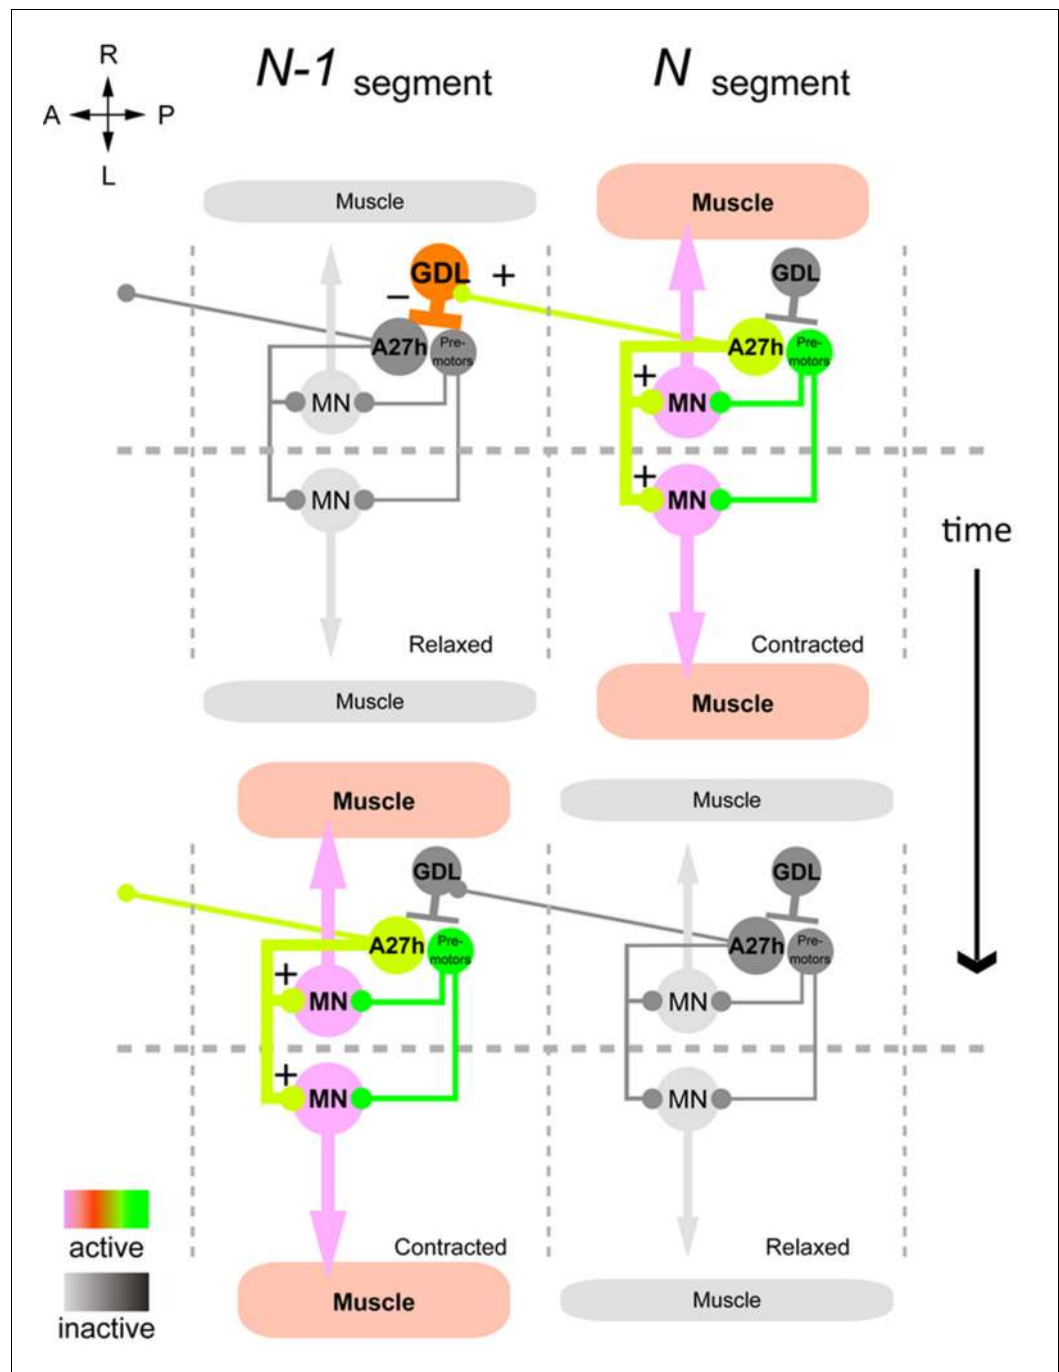 R
A P
L
N-1 segment
N segment
Muscle
Muscle
GDL
+
GDL
−
A27h
Pre-
motors
A27h
Pre-
motors
+
MN
MN
+
MN
MN
time
Relaxed
Contracted
Muscle
Muscle
Muscle
Muscle
GDL
GDL
A27h
Pre-
motors
A27h
Pre-
motors
+
MN
MN
+
MN
MN
active
Contracted
Relaxed
inactive
Muscle
Muscle